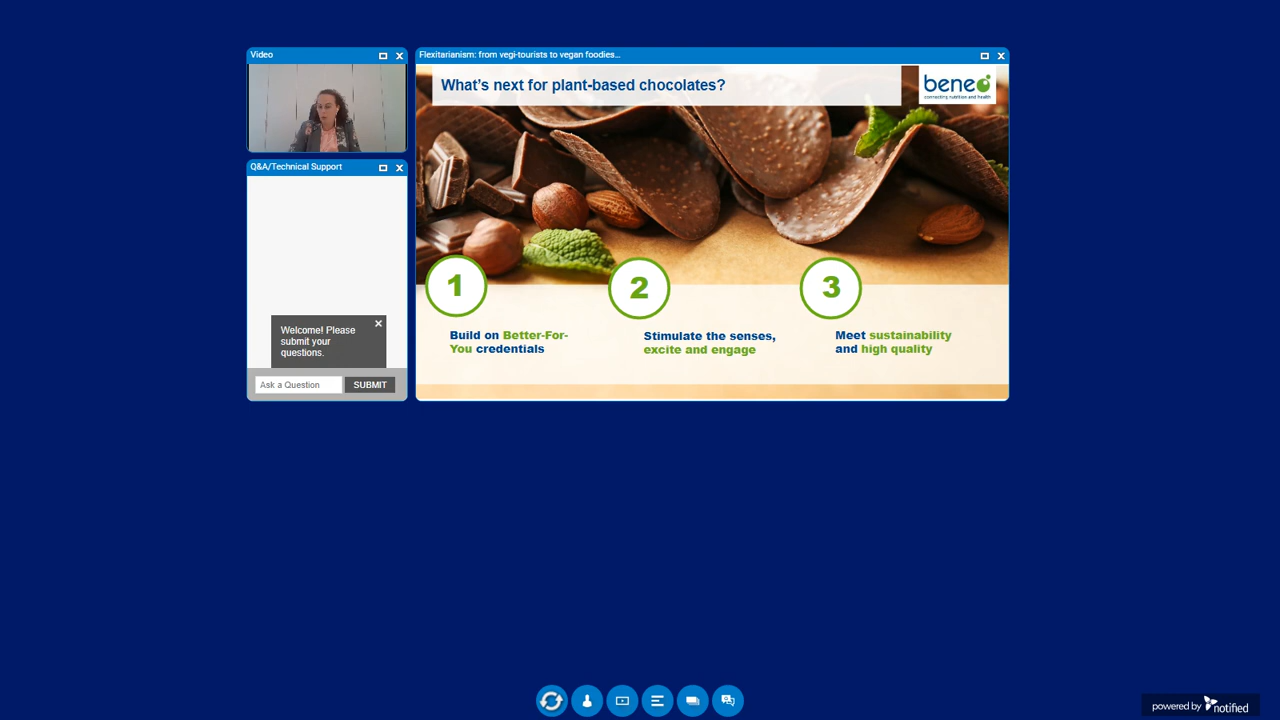 Video
Flexitarianism: from vegi-tourists to vegan foodies...
What's next for plant-based chocolates?
beneo
connecting nutrition and health
Q&A/Technical Support
1
2
3
Build on Better-For-
You credentials
Stimulate the senses,
excite and engage
Meet sustainability
and high quality
Welcome! Please
submit your
questions.
Ask a Question
SUBMIT
powered by notified